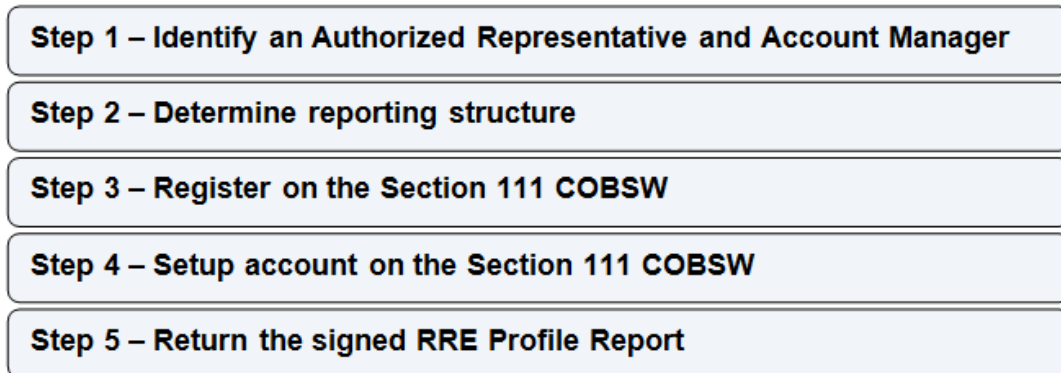 Step 1 – Identify an Authorized Representative and Account Manager
Step 2 – Determine reporting structure
Step 3 – Register on the Section 111 COBSW
Step 4 – Setup account on the Section 111 COBSW
Step 5 – Return the signed RRE Profile Report